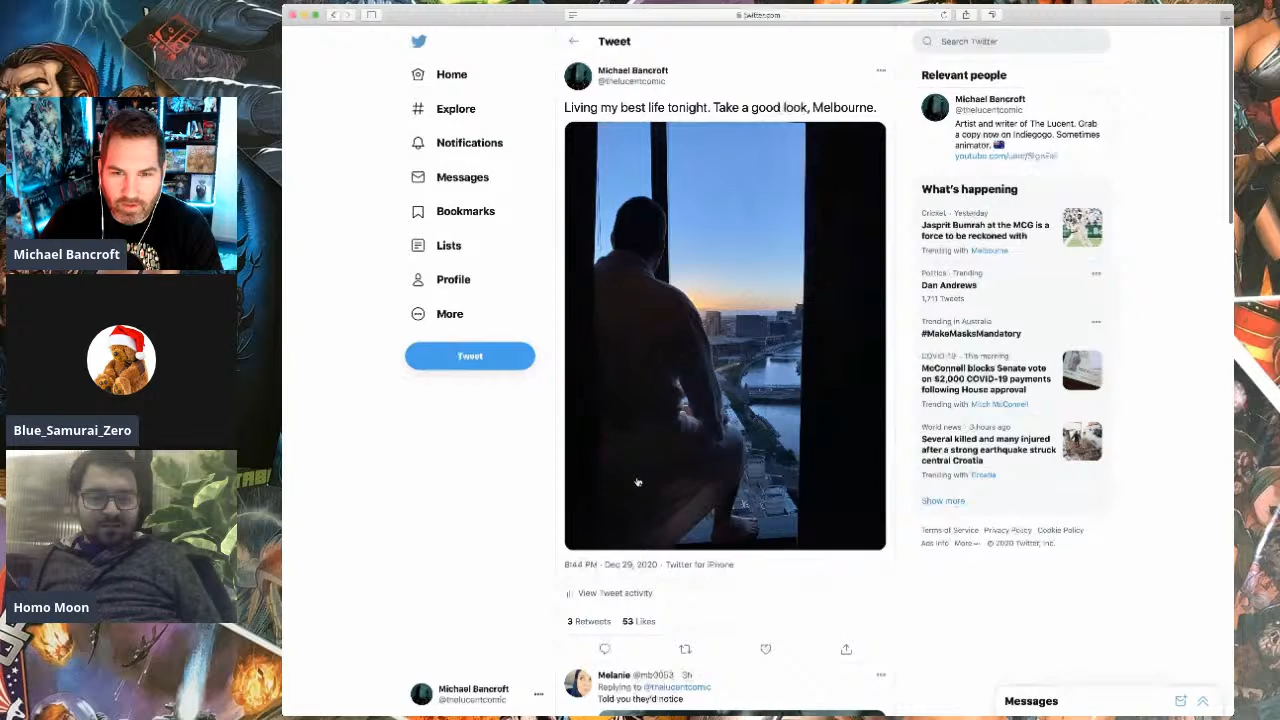 Michael Bancroft
Blue_Samurai_Zero
Homo Moon
twitter.com
Home
Explore
Notifications
Messages
Bookmarks
Lists
Profile
More
Tweet
Michael Bancroft
@thelucentcomic
Tweet
Michael Bancroft
@thelucentcomic
Living my best life tonight. Take a good look, Melbourne.
8:44 PM · Dec 29, 2020 · Twitter for iPhone
View Tweet activity
3 Retweets 53 Likes
Melanie @mb0053
Replying to @thelucentcomic
Told you they'd notice
Search Twitter
Relevant people
Michael Bancroft
@thelucentcomic
Artist and writer of The Lucent. Grab
a copy now on Indiegogo. Sometimes
animator.
What's happening
Cricket · Yesterday
Jasprit Bumrah at the MCG is a
force to be reckoned with
Trending with Melbourne
Politics · Trending
Dan Andrews
1,711 Tweets
Trending in Australia
#MakeMasksMandatory
COVID-19 · This morning
McConnell blocks Senate vote
on $2,000 COVID-19 payments
following House approval
Trending with Mitch McConnell
World news · 3 hours ago
Several killed and many injured
after a strong earthquake struck
central Croatia
Trending with Croatia
Show more
Terms of Service Privacy Policy Cookie Policy
Ads Info More ··· © 2020 Twitter, Inc.
Messages